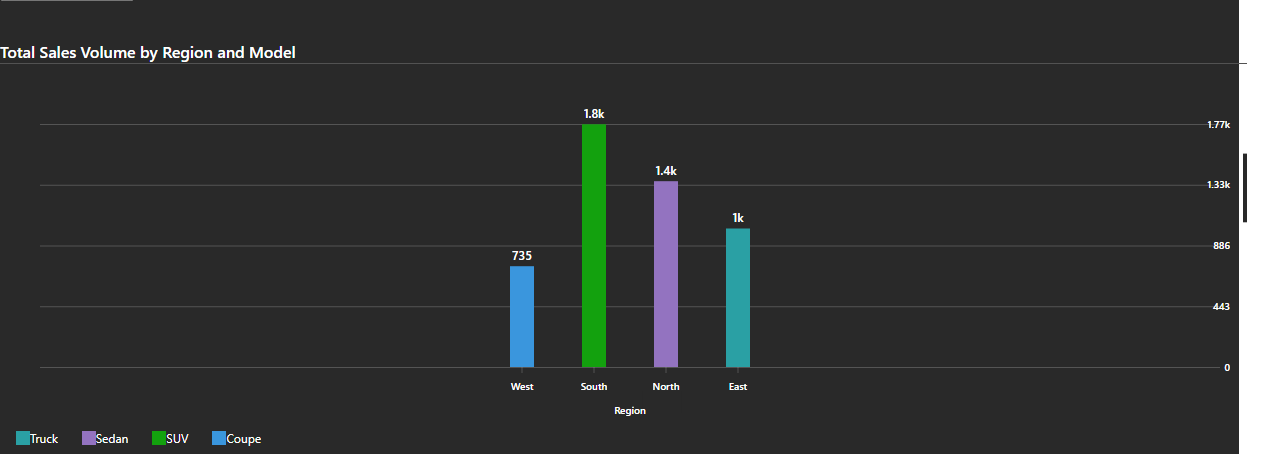 Total Sales Volume by Region and Model
1.8k
1.77k
1.4k
1.33k
1k
886
735
443
0
West South North East
Region
Truck Sedan SUV Coupe